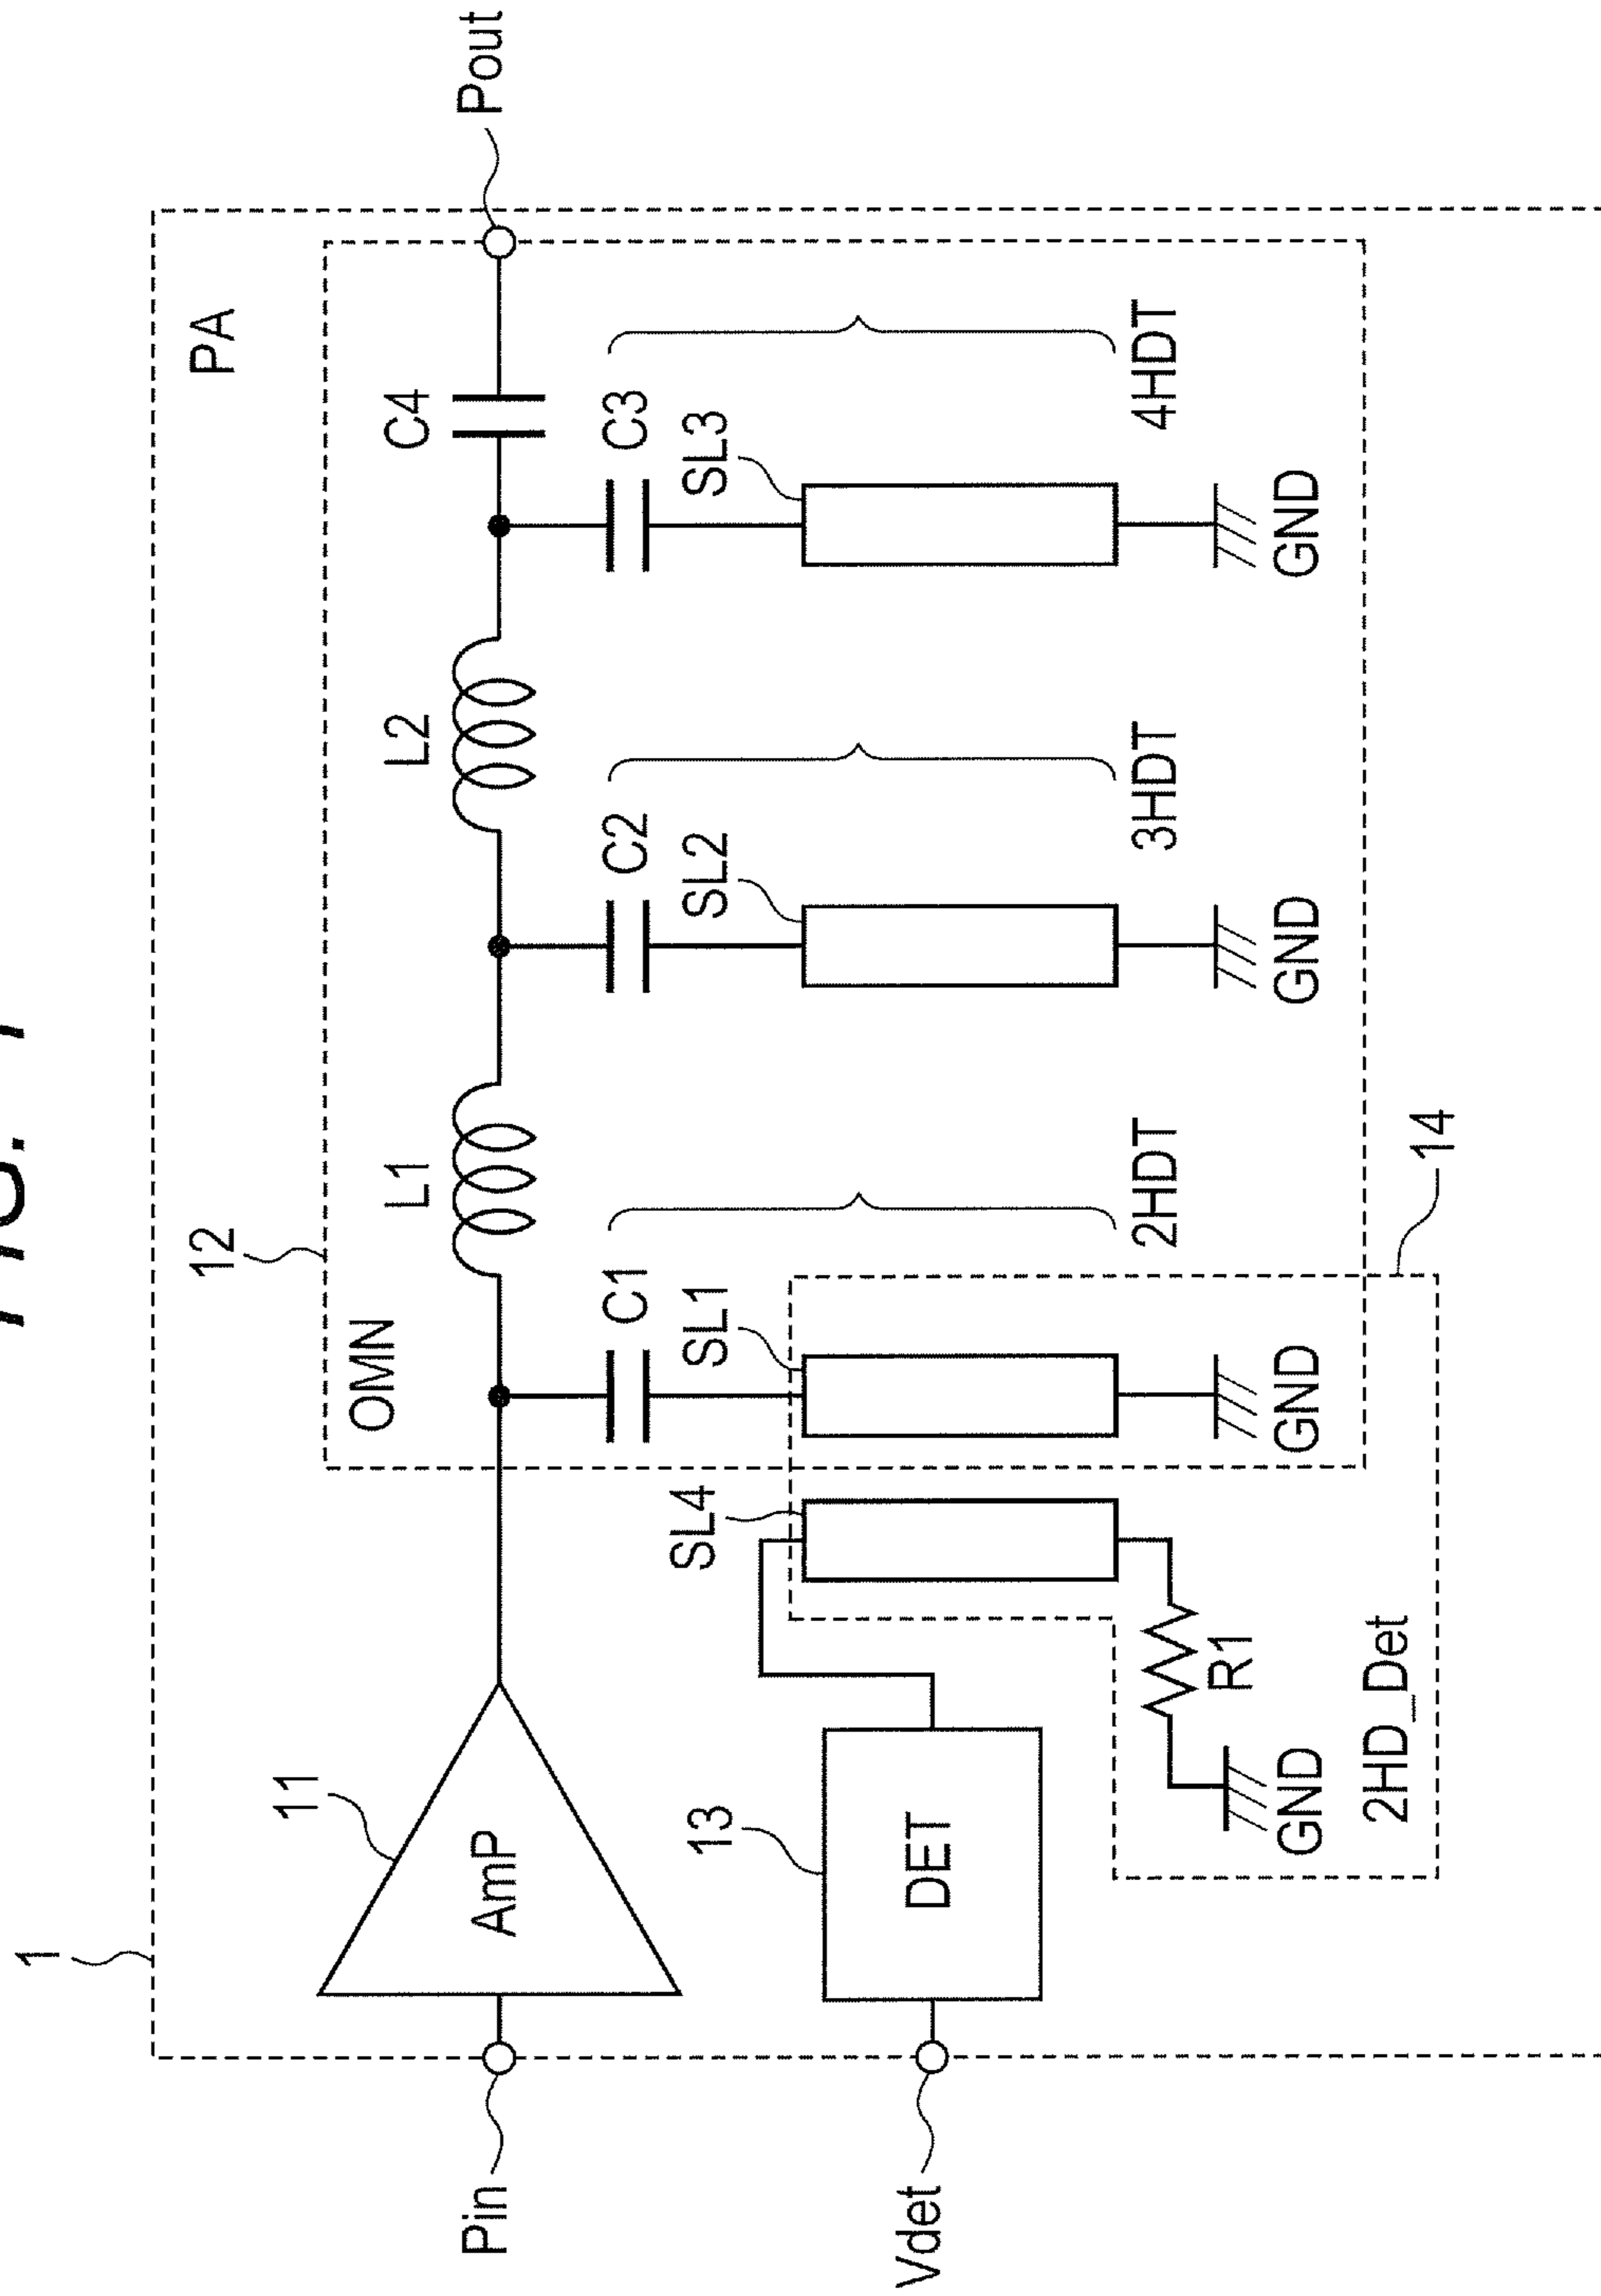 FIG. 1
1
PA
12
OMN
11
AmP
L1
L2
C4
Pin
Pout
C1
C2
C3
SL4
SL1
SL2
SL3
13
DET
Vdet
2HDT
3HDT
4HDT
R1
GND
GND
GND
GND
2HD_Det
14